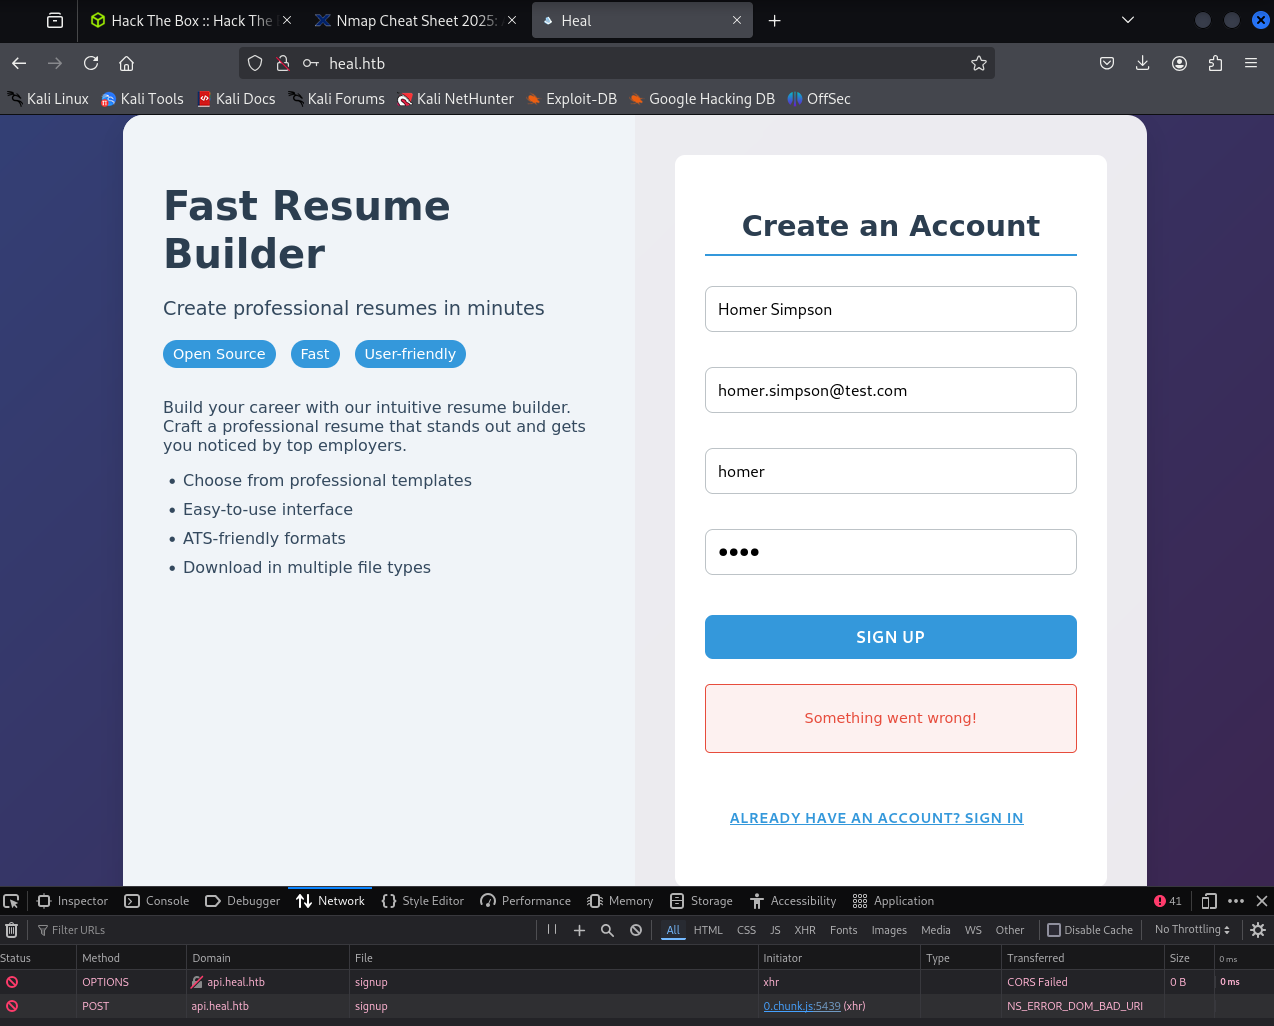 Hack The Box :: Hack The
Nmap Cheat Sheet 2025:
Heal
heal.htb
Kali Linux
Kali Tools
Kali Docs
Kali Forums
Kali NetHunter
Exploit-DB
Google Hacking DB
OffSec
Fast Resume
Builder
Create professional resumes in minutes
Open Source
Fast
User-friendly
Build your career with our intuitive resume builder.
Craft a professional resume that stands out and gets
you noticed by top employers.
• Choose from professional templates
• Easy-to-use interface
• ATS-friendly formats
• Download in multiple file types
Create an Account
Homer Simpson
homer.simpson@test.com
homer
••••
SIGN UP
Something went wrong!
ALREADY HAVE AN ACCOUNT? SIGN IN
Inspector
Console
Debugger
Network
Style Editor
Performance
Memory
Storage
Accessibility
Application
41
Filter URLs
All
HTML
CSS
JS
XHR
Fonts
Images
Media
WS
Other
Disable Cache
No Throttling
Status Method Domain File Initiator Type Transferred Size 0 ms
OPTIONS api.heal.htb signup xhr CORS Failed 0 B 0 ms
POST api.heal.htb signup 0.chunk.js:5439 (xhr) NS_ERROR_DOM_BAD_URI